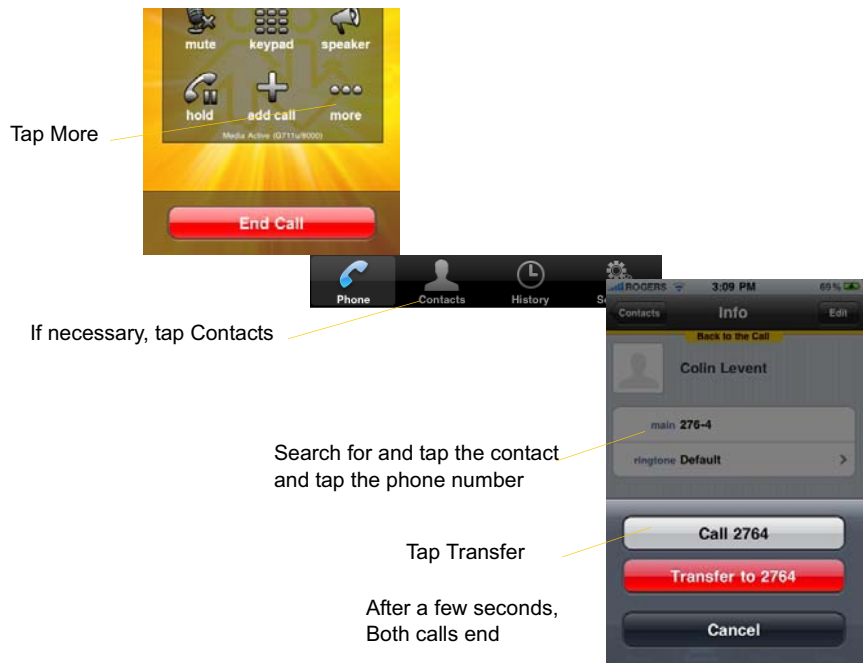 mute keypad speaker
hold add call more
Media Active (G711u/8000)
Tap More
End Call
Phone Contacts History
If necessary, tap Contacts
ROGERS 3:09 PM 69%
Contacts Info Edit
Back to the Call
Colin Levent
main 276-4
ringtone Default
Search for and tap the contact
and tap the phone number
Call 2764
Tap Transfer
Transfer to 2764
After a few seconds,
Both calls end
Cancel